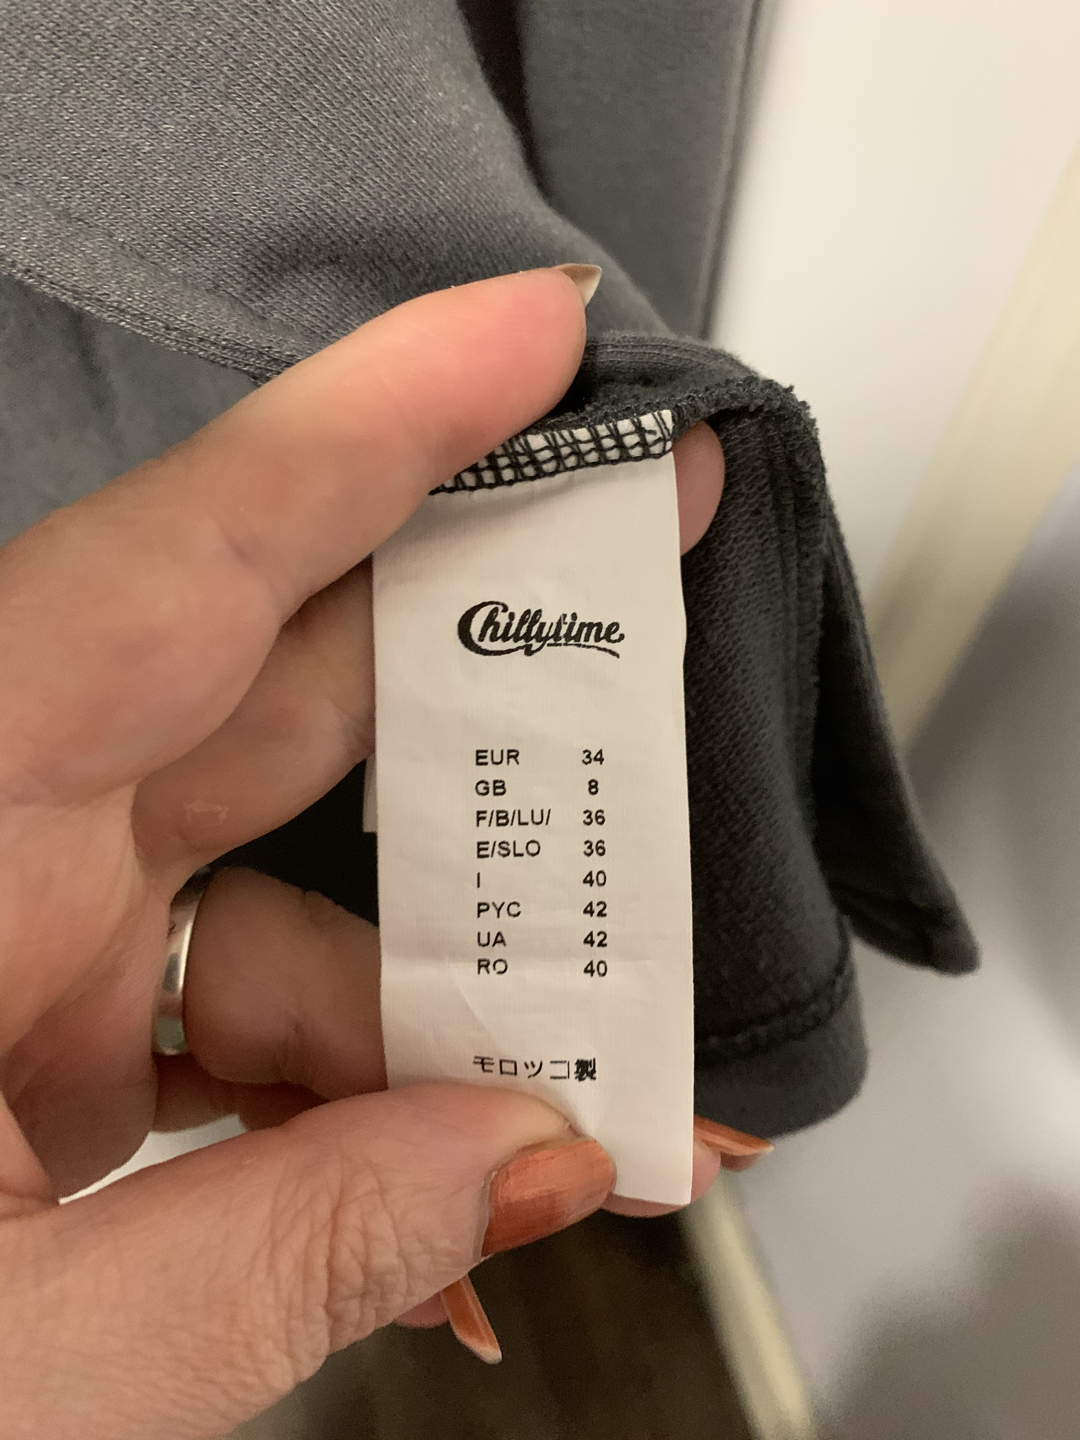 Chillytime
EUR 34
GB 8
F/B/LU/ 36
E/SLO 36
I 40
PYC 42
UA 42
RO 40
モロッコ製